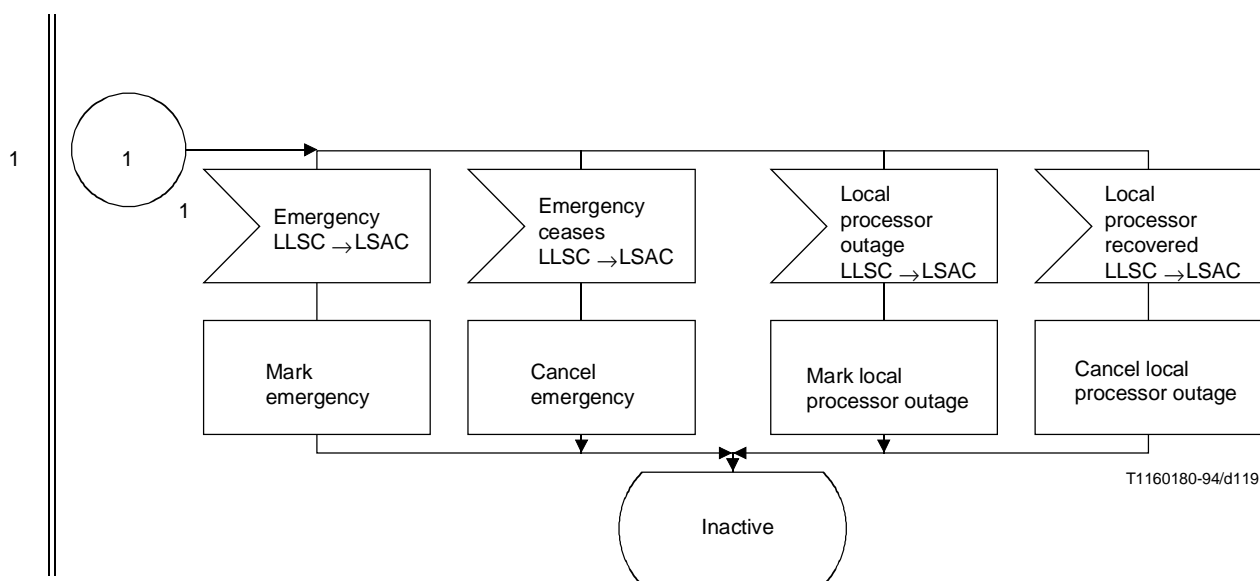 1
1
1
Emergency
LLSC →LSAC
Emergency
ceases
LLSC →LSAC
Local
processor
outage
LLSC →LSAC
Local
processor
recovered
LLSC →LSAC
Mark
emergency
Cancel
emergency
Mark local
processor outage
Cancel local
processor outage
T1160180-94/d119
Inactive